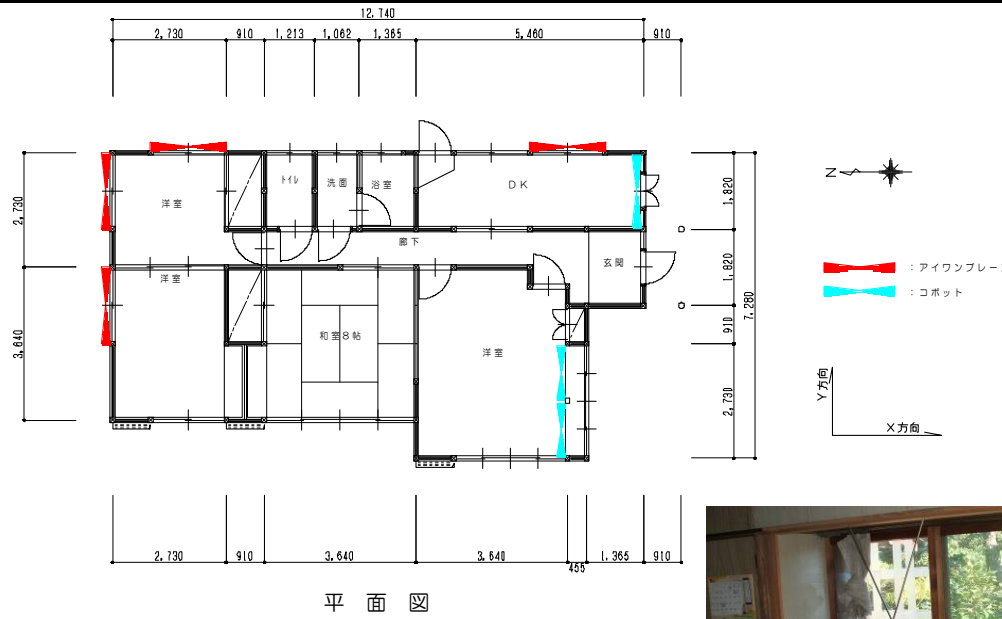 12,740
2,730 910 1,213 1,062 1,365 5,460 910
トイレ 洗面 浴室 DK
洋室
廊下
玄関
洋室
和室8帖
洋室
2,730
3,640
1,820
1,820
910
2,730
7,280
N
：アイワンブレー
：コボット
Y方向
X方向
2,730 910 3,640 3,640 455 1,365 910
平面図